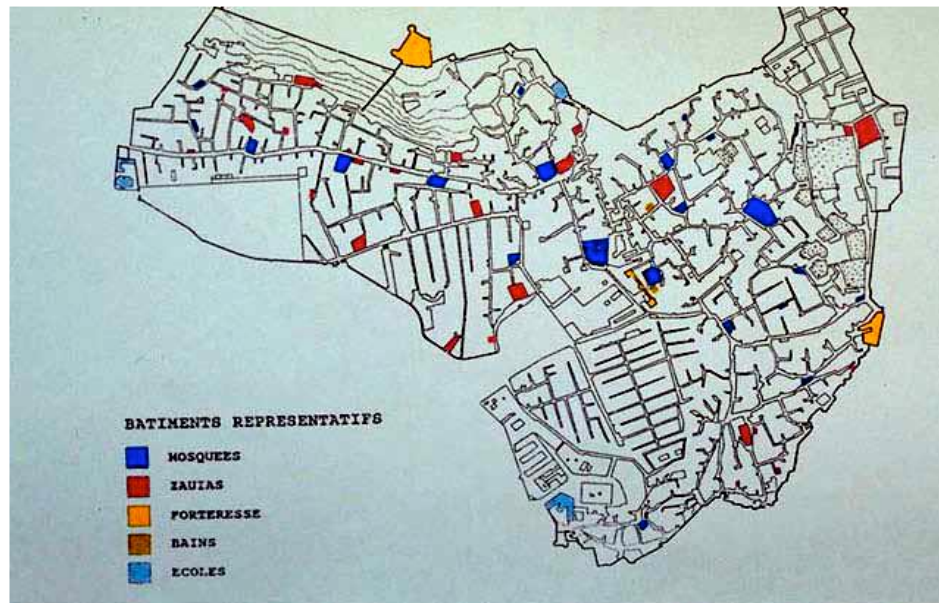 BATIMENTS REPRESENTATIFS
MOSQUEES
ZAUIAS
FORTERESSE
BAINS
ECOLES